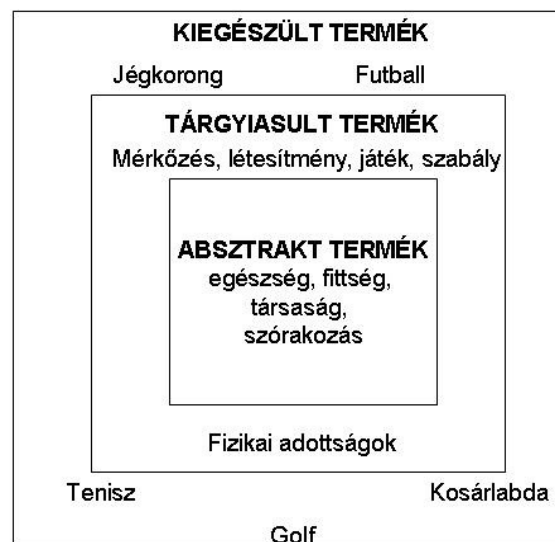 KIEGÉSZÜLT TERMÉK
Jégkorong Futball
TÁRGYIASULT TERMÉK
Mérkőzés, létesítmény, játék, szabály
ABSZTRAKT TERMÉK
egészség, fittség,
társaság,
szórakozás
Fizikai adottságok
Tenisz Kosárlabda
Golf